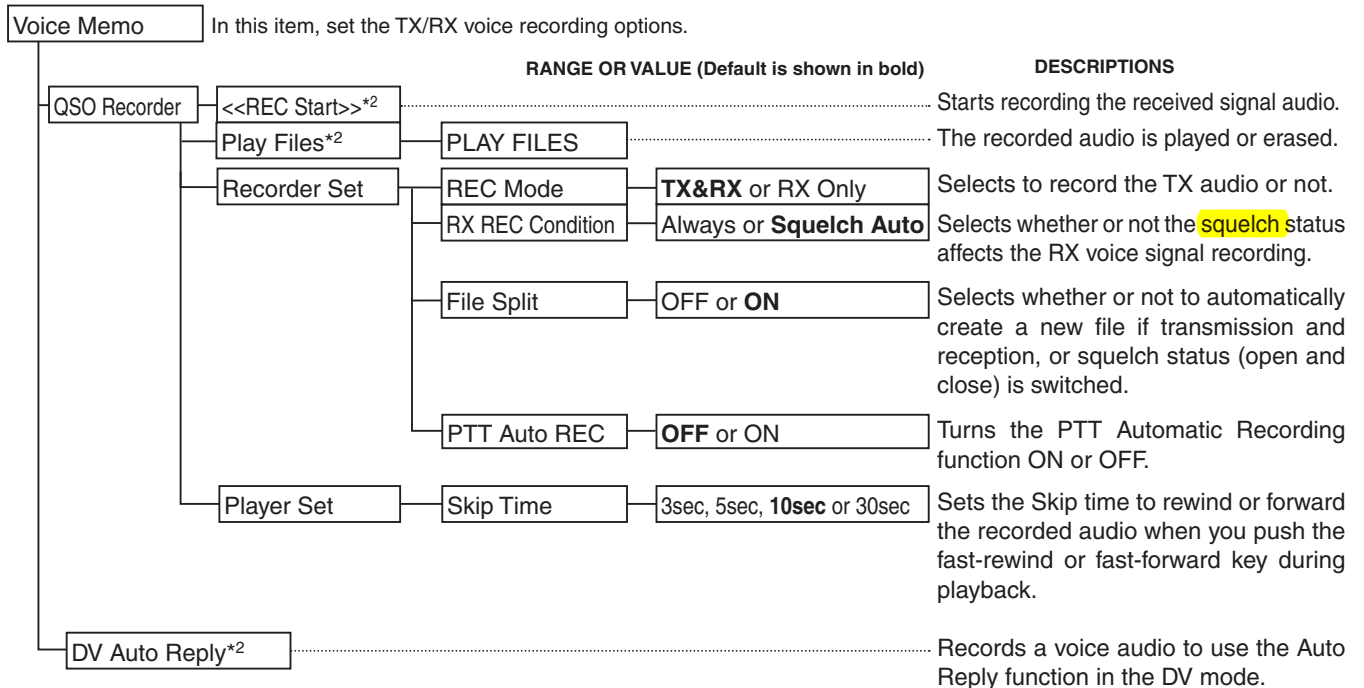 Voice Memo In this item, set the TX/RX voice recording options.
RANGE OR VALUE (Default is shown in bold) DESCRIPTIONS
QSO Recorder <<REC Start>>*2 Starts recording the received signal audio.
Play Files*2 PLAY FILES The recorded audio is played or erased.
Recorder Set REC Mode TX&RX or RX Only Selects to record the TX audio or not.
RX REC Condition Always or Squelch Auto Selects whether or not the squelch status
affects the RX voice signal recording.
File Split OFF or ON Selects whether or not to automatically
create a new file if transmission and
reception, or squelch status (open and
close) is switched.
PTT Auto REC OFF or ON Turns the PTT Automatic Recording
function ON or OFF.
Player Set Skip Time 3sec, 5sec, 10sec or 30sec Sets the Skip time to rewind or forward
the recorded audio when you push the
fast-rewind or fast-forward key during
playback.
DV Auto Reply*2 Records a voice audio to use the Auto
Reply function in the DV mode.